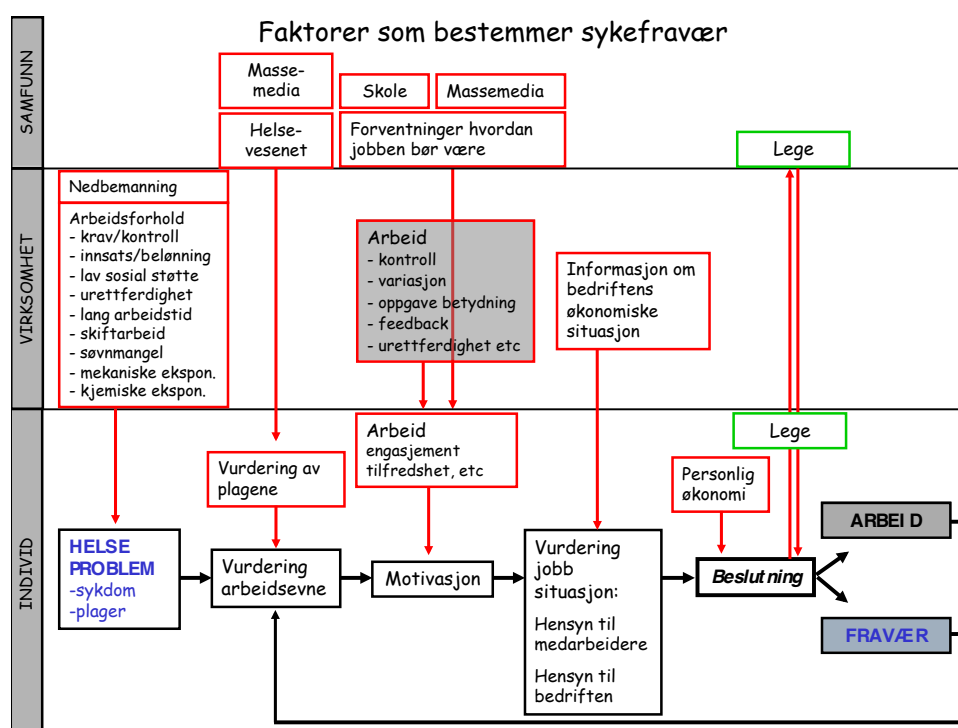 Faktorer som bestemmer sykefravær
SAMFUNN
Masse-
media
Helse-
vesenet
Skole
Massemedia
Forventninger hvordan
jobben bør være
Lege
VIRKSOMHET
Nedbemanning
Arbeidsforhold
- krav/kontroll
- innsats/belønning
- lav sosial støtte
- urettferdighet
- lang arbeidstid
- skiftarbeid
- søvnmangel
- mekaniske ekspon.
- kjemiske ekspon.
Arbeid
- kontroll
- variasjon
- oppgave betydning
- feedback
- urettferdighet etc
Informasjon om
bedriftens
økonomiske
situasjon
INDIVID
Vurdering av
plagene
Arbeid
engasjement
tilfredshet, etc
Personlig
økonomi
Lege
HELSE
PROBLEM
-sykdom
-plager
Vurdering
arbeidsevne
Motivasjon
Vurdering
jobb
situasjon:
Hensyn til
medarbeidere
Hensyn til
bedriften
Beslutning
ARBEID
FRAVÆR